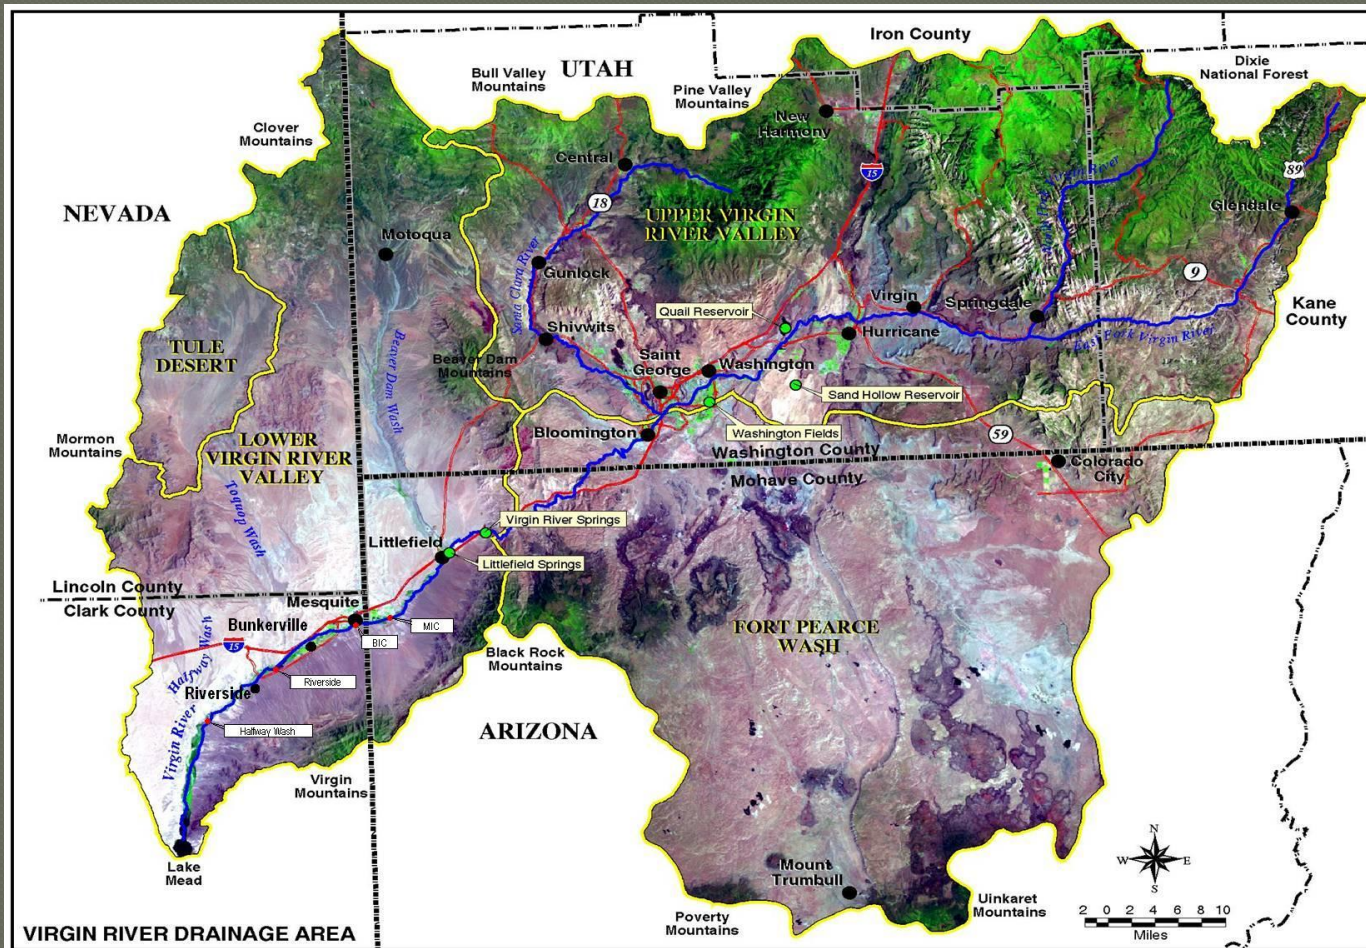 Iron County
Dixie
National Forest
Bull Valley
Mountains
UTAH
Pine Valley
Mountains
New
Harmony
Clover
Mountains
15
89
Central
North Fork Virgin River
NEVADA
18
UPPER VIRGIN
RIVER VALLEY
Glendale
Motoqua
Santa Clara River
Gunlock
9
Virgin
Springdale
Kane
County
Quail Reservoir
Shivwits
Hurricane
East Fork Virgin River
TULE
DESERT
Beaver Dam Wash
Beaver Dam
Mountains
Saint
George
Washington
Sand Hollow Reservoir
Mormon
Mountains
LOWER
VIRGIN RIVER
VALLEY
Bloomington
Washington Fields
59
Washington County
Mohave County
Colorado
City
Toquop Wash
Virgin River Springs
Littlefield
Littlefield Springs
Lincoln County
Clark County
Mesquite
Bunkerville
MIC
BIC
15
Halfway Wash
Black Rock
Mountains
FORT PEARCE
WASH
Riverside
Riverside
Virgin River
Halfway Wash
ARIZONA
Virgin
Mountains
Lake
Mead
Mount
Trumbull
N
W
E
S
Uinkaret
Mountains
Poverty
Mountains
2 0 2 4 6 8 10
Miles
VIRGIN RIVER DRAINAGE AREA